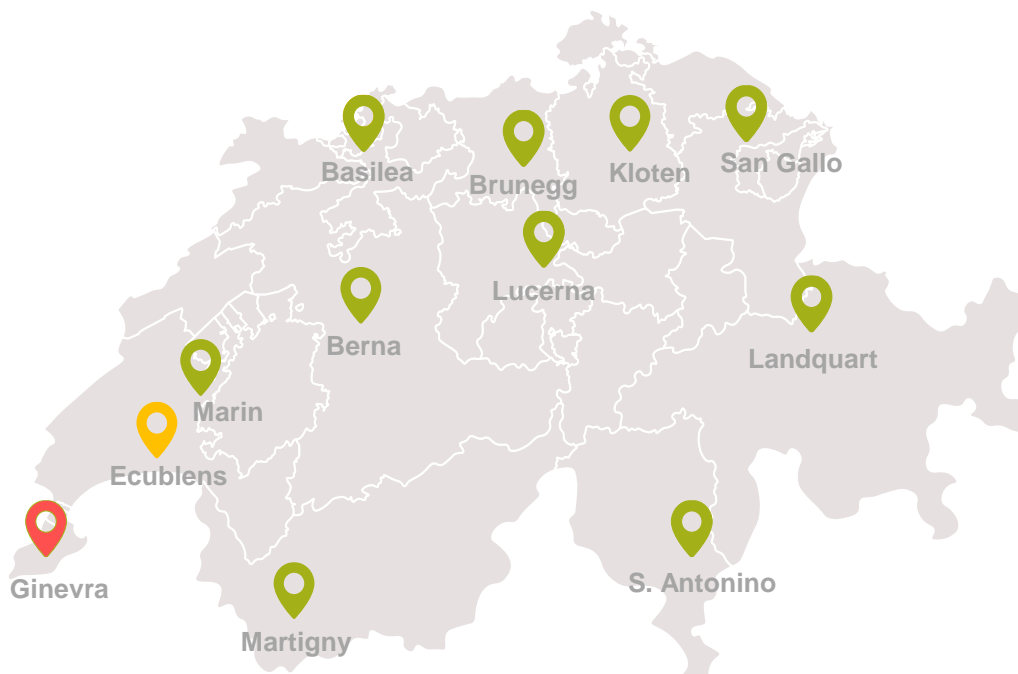 Basilea
Brunegg
Kloten
San Gallo
Lucerna
Berna
Landquart
Marin
Ecublens
Ginevra
S. Antonino
Martigny